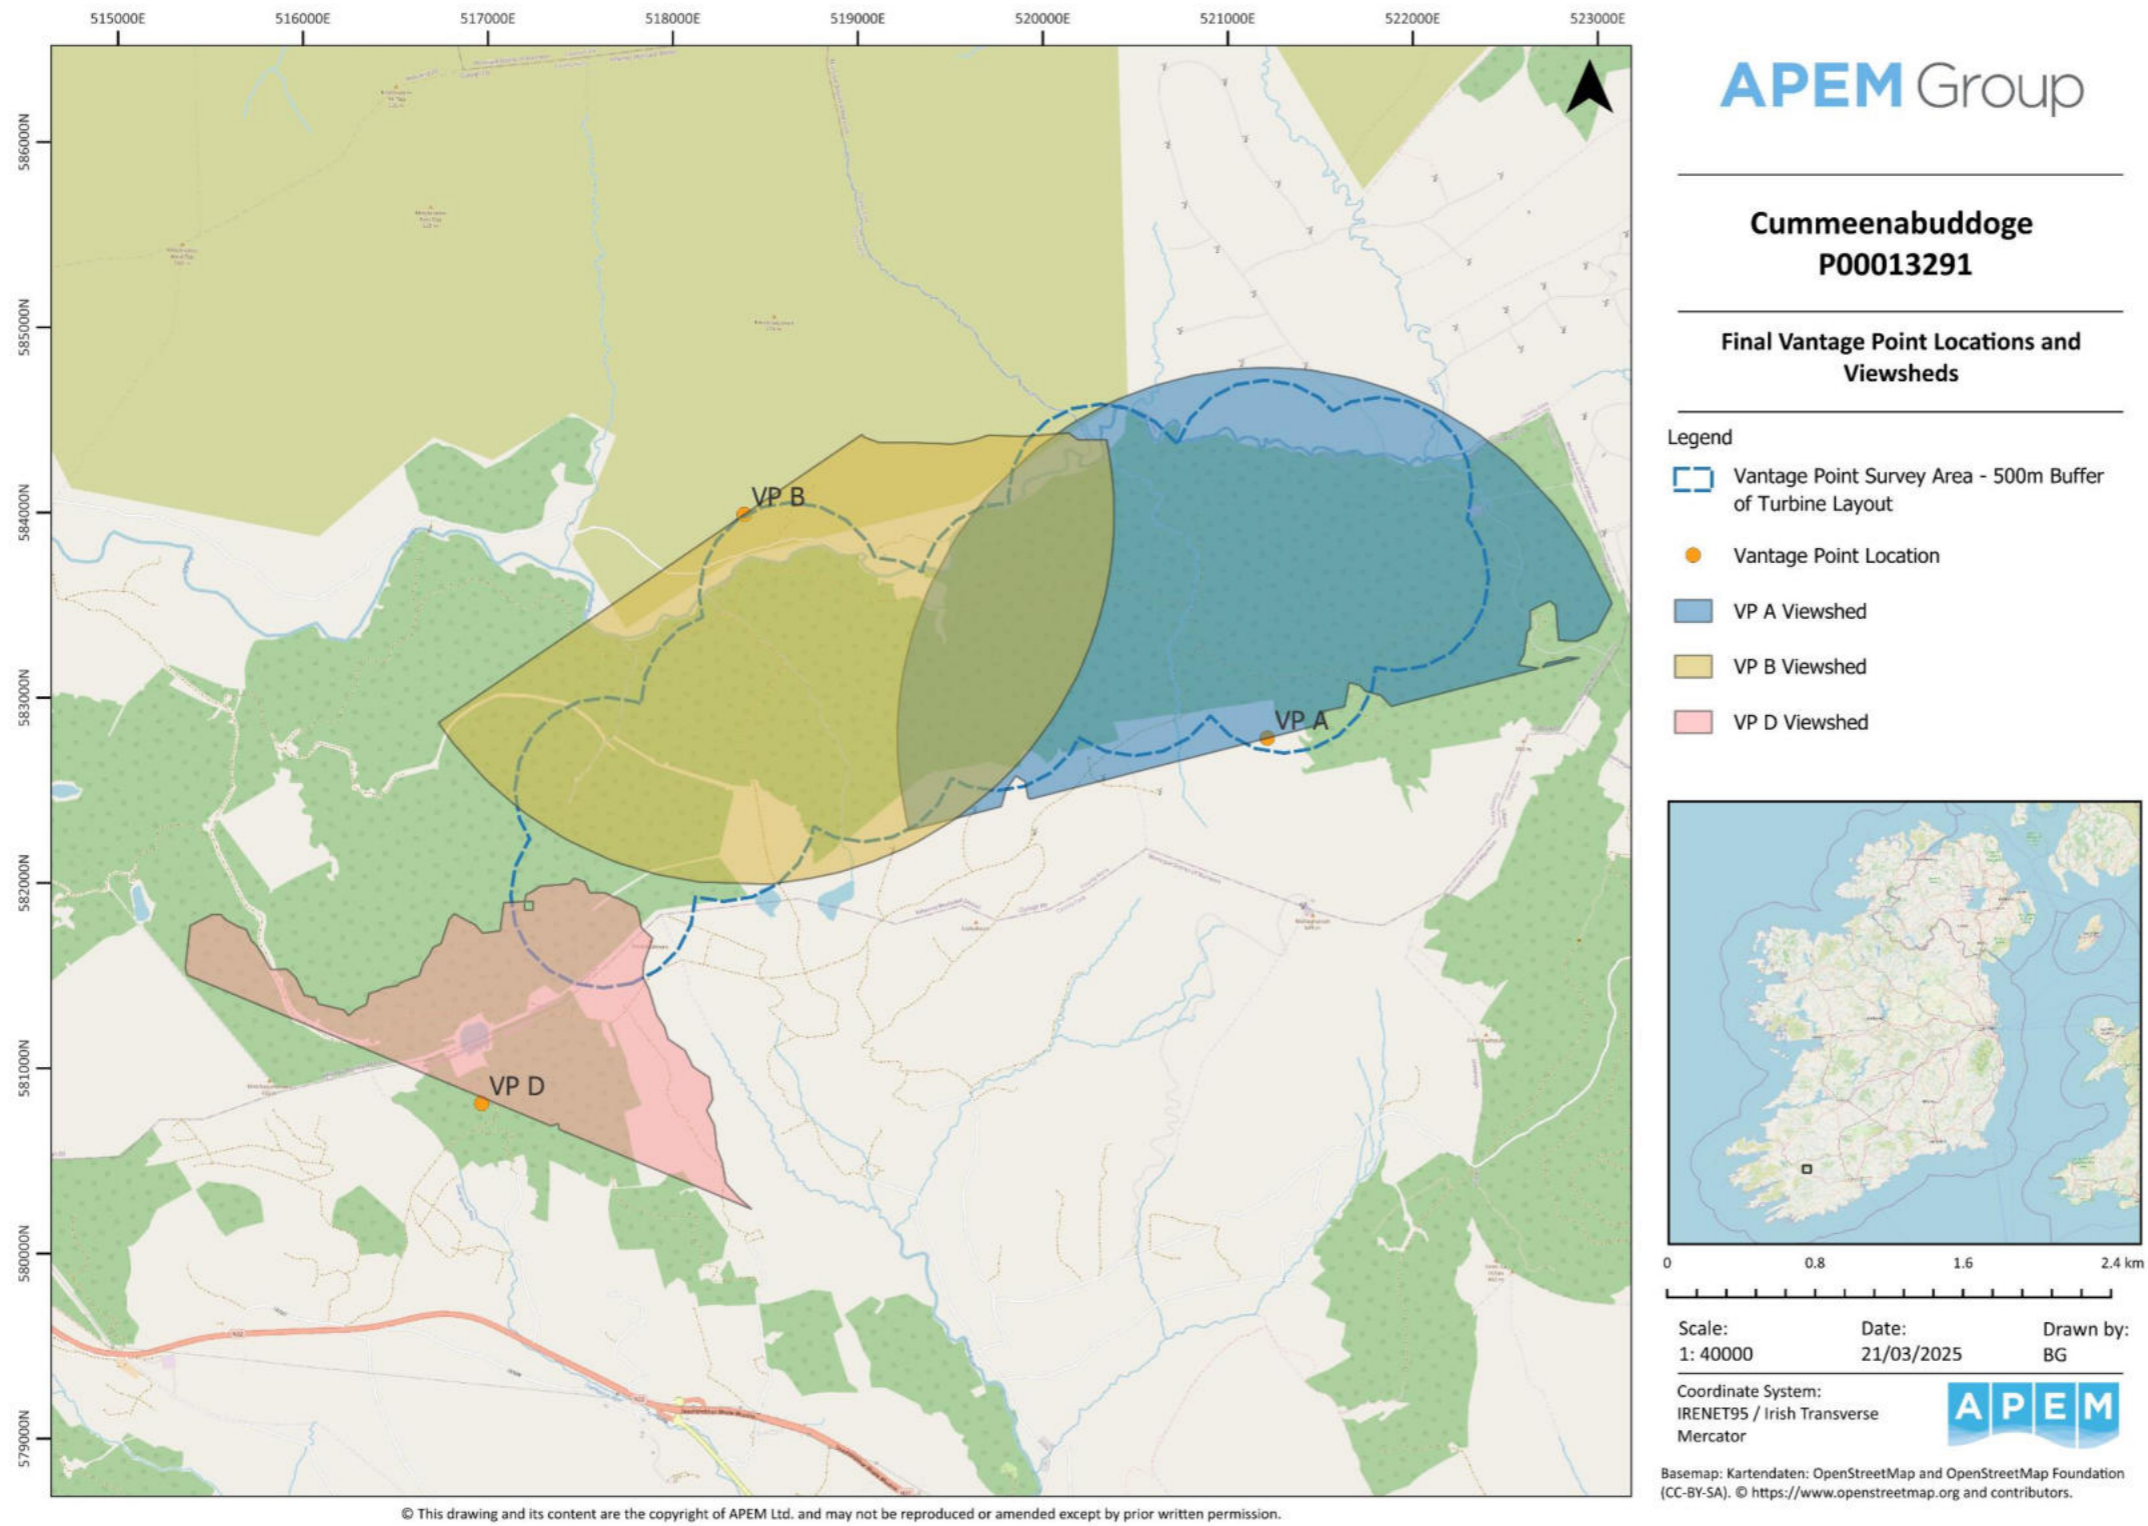 515000E 516000E 517000E 518000E 519000E 520000E 521000E 522000E 523000E
586000N
585000N
584000N
583000N
582000N
581000N
580000N
579000N
VP B
VP A
VP D
APEM Group
Cummeenabuddoge
P00013291
Final Vantage Point Locations and
Viewsheds
Legend
Vantage Point Survey Area - 500m Buffer
of Turbine Layout
Vantage Point Location
VP A Viewshed
VP B Viewshed
VP D Viewshed
0 0.8 1.6 2.4 km
Scale:
1: 40000
Date:
21/03/2025
Drawn by:
BG
Coordinate System:
IRENET95 / Irish Transverse
Mercator
APEM
Basemap: Kartendaten: OpenStreetMap and OpenStreetMap Foundation
(CC-BY-SA). © https://www.openstreetmap.org and contributors.
© This drawing and its content are the copyright of APEM Ltd. and may not be reproduced or amended except by prior written permission.